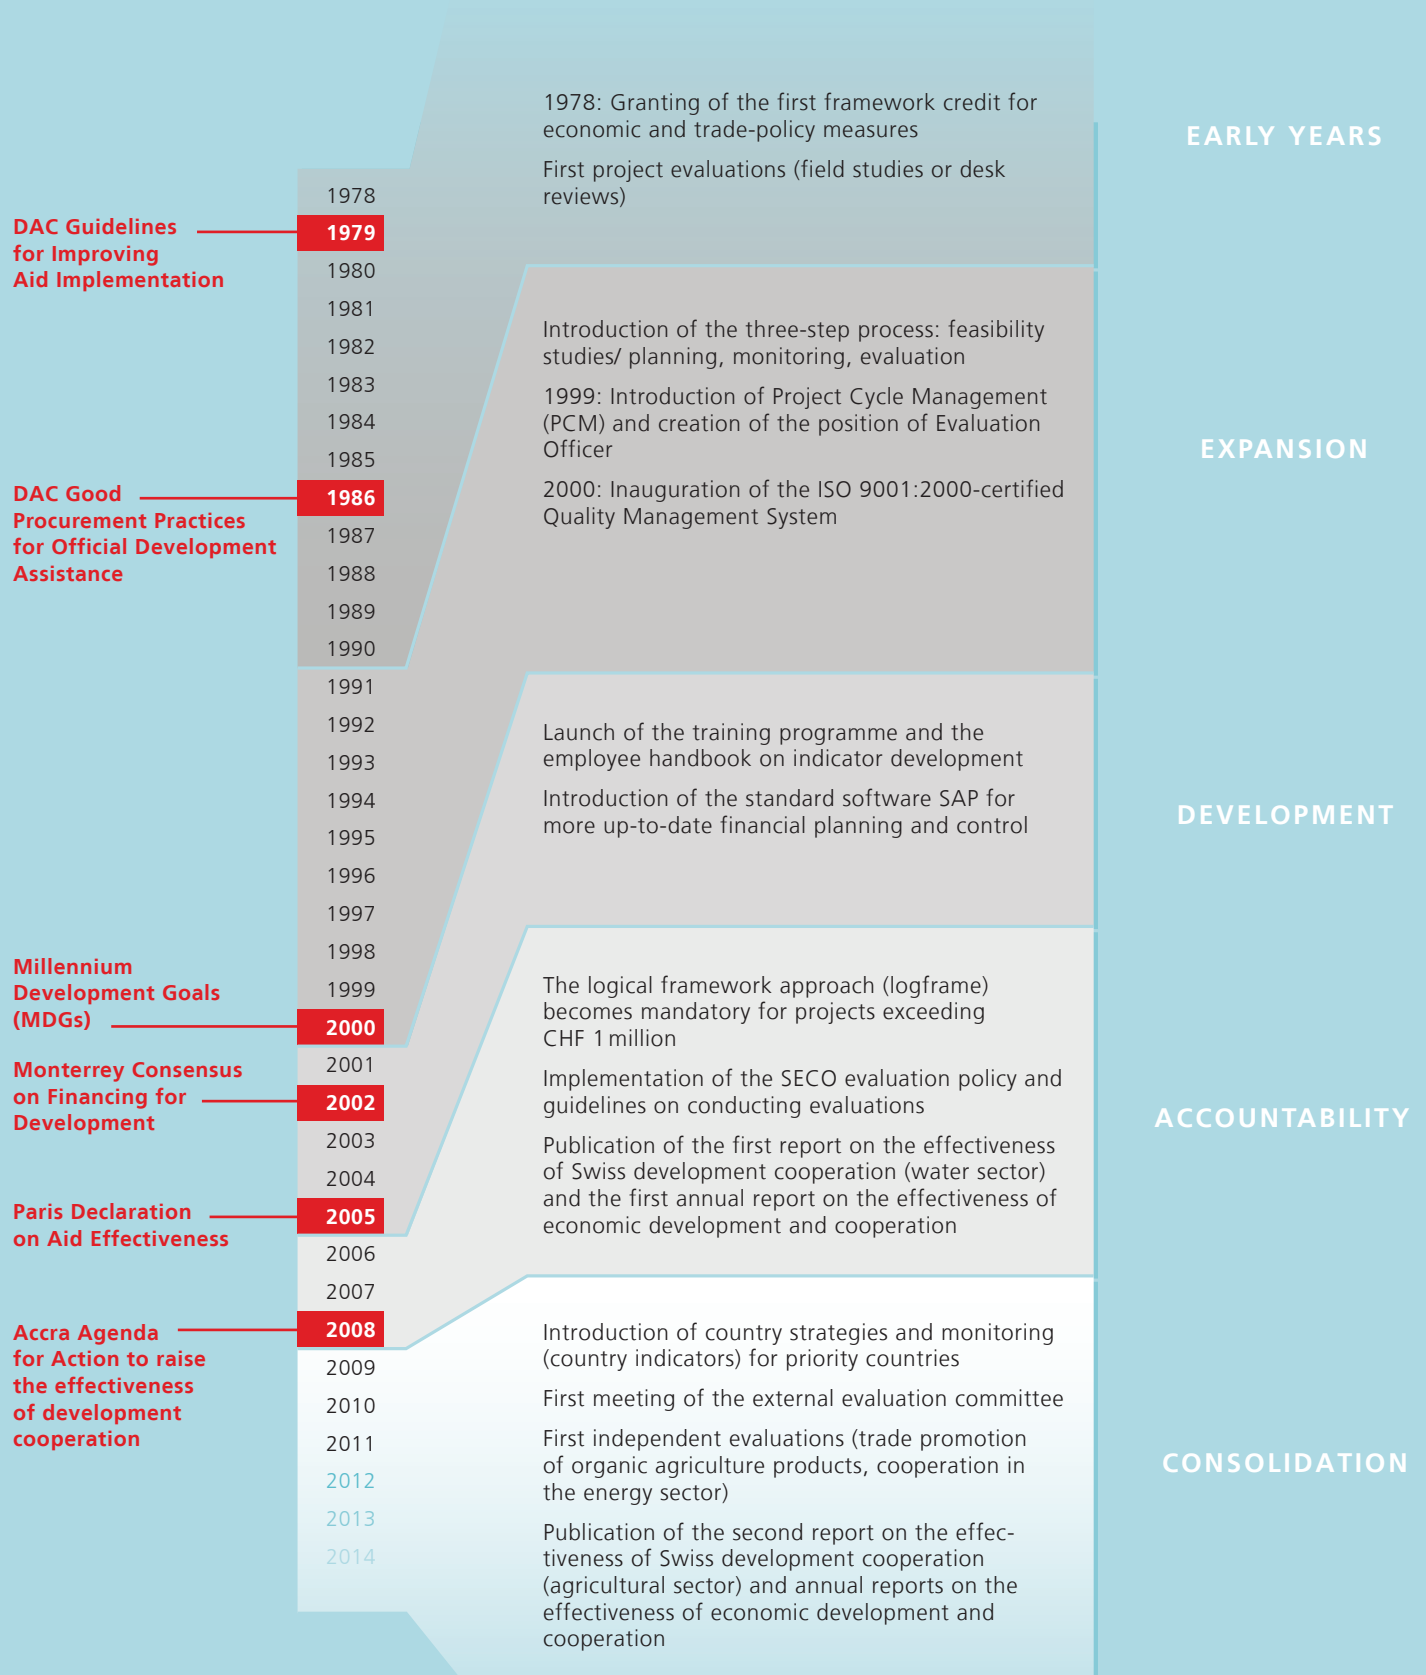 1978: Granting of the first framework credit for
economic and trade-policy measures
First project evaluations (field studies or desk
reviews)
EARLY YEARS
1978
1979
1980
1981
1982
1983
1984
1985
1986
1987
1988
1989
1990
1991
1992
1993
1994
1995
1996
1997
1998
1999
2000
2001
2002
2003
2004
2005
2006
2007
2008
2009
2010
2011
2012
2013
2014
DAC Guidelines
for Improving
Aid Implementation
DAC Good
Procurement Practices
for Official Development
Assistance
Millennium
Development Goals
(MDGs)
Monterrey Consensus
on Financing for
Development
Paris Declaration
on Aid Effectiveness
Accra Agenda
for Action to raise
the effectiveness
of development
cooperation
Introduction of the three-step process: feasibility
studies/ planning, monitoring, evaluation
1999: Introduction of Project Cycle Management
(PCM) and creation of the position of Evaluation
Officer
2000: Inauguration of the ISO 9001:2000-certified
Quality Management System
EXPANSION
Launch of the training programme and the
employee handbook on indicator development
Introduction of the standard software SAP for
more up-to-date financial planning and control
DEVELOPMENT
The logical framework approach (logframe)
becomes mandatory for projects exceeding
CHF 1 million
Implementation of the SECO evaluation policy and
guidelines on conducting evaluations
Publication of the first report on the effectiveness
of Swiss development cooperation (water sector)
and the first annual report on the effectiveness of
economic development and cooperation
ACCOUNTABILITY
Introduction of country strategies and monitoring
(country indicators) for priority countries
First meeting of the external evaluation committee
First independent evaluations (trade promotion
of organic agriculture products, cooperation in
the energy sector)
Publication of the second report on the effec-
tiveness of Swiss development cooperation
(agricultural sector) and annual reports on the
effectiveness of economic development and
cooperation
CONSOLIDATION